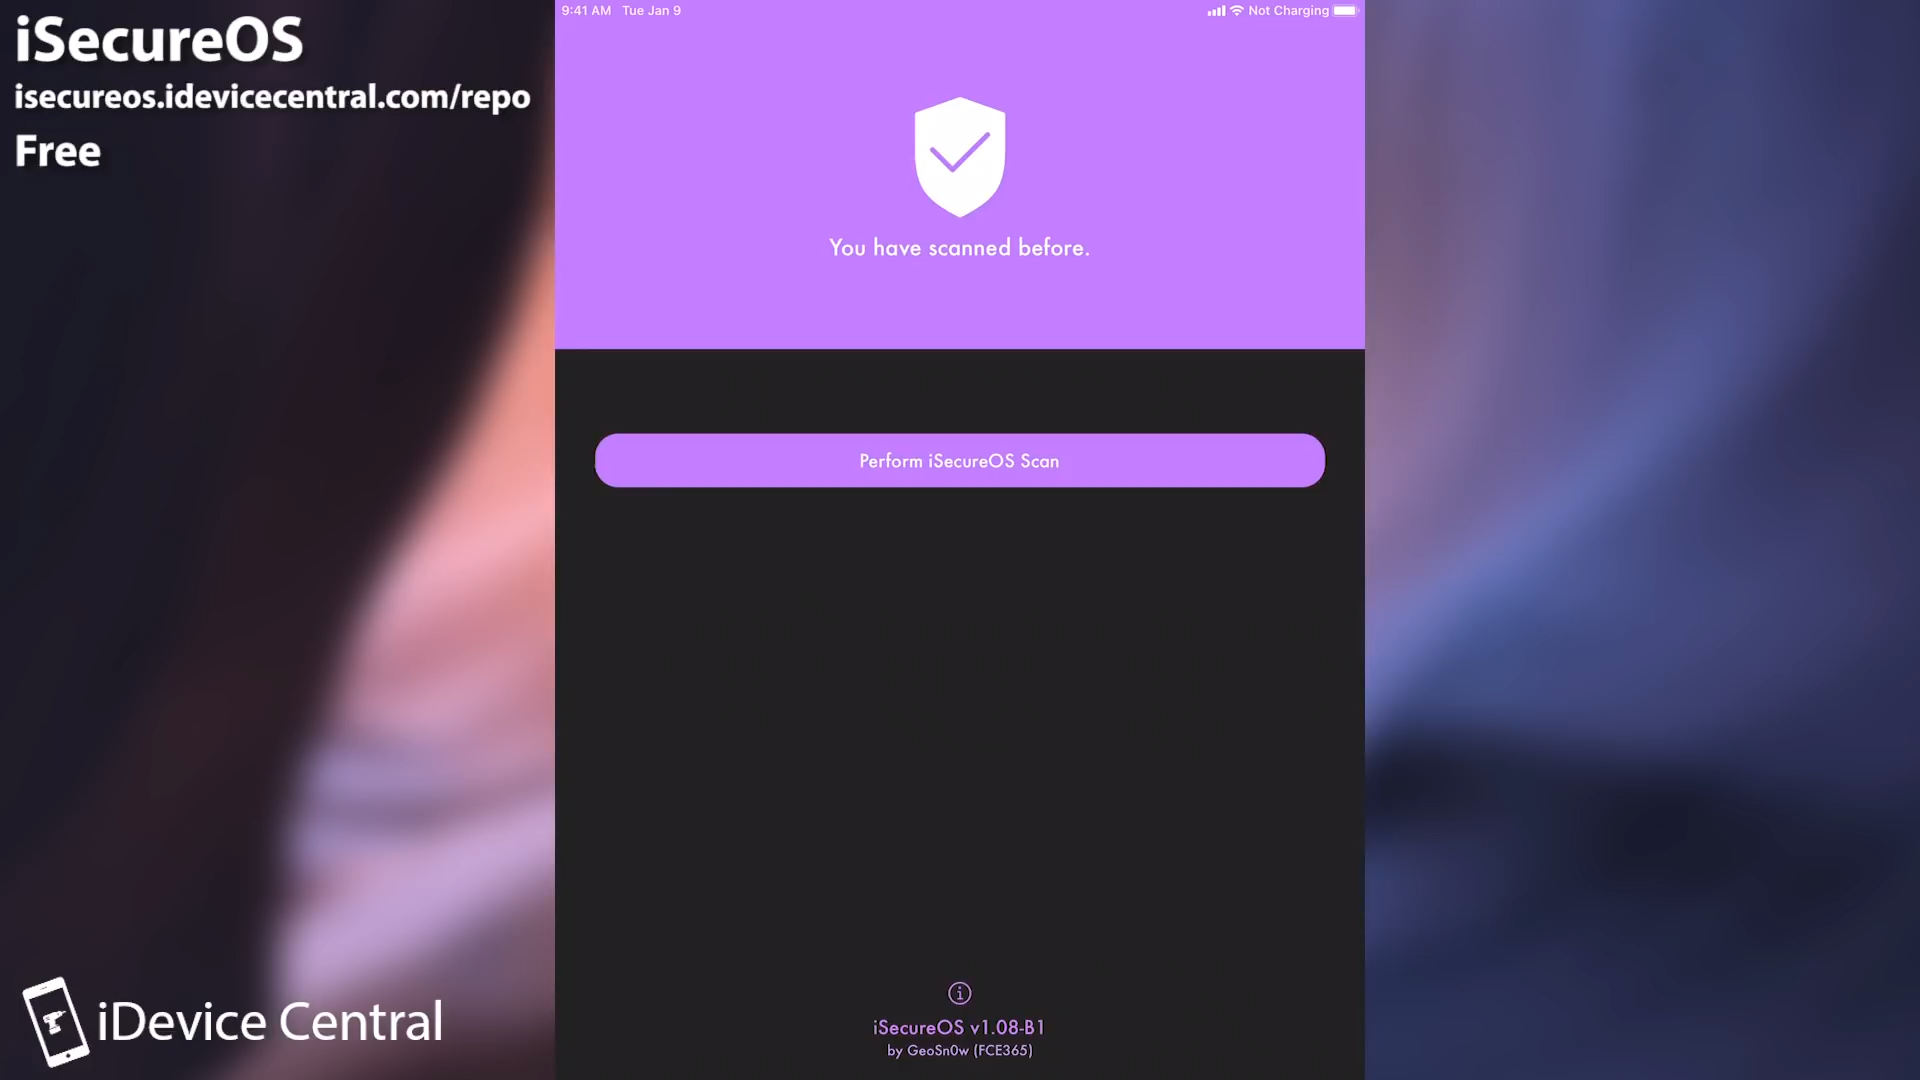 iSecureOS
isecureos.idevicecentral.com/repo
Free
9:41 AM Tue Jan 9
Not Charging
You have scanned before.
Perform iSecureOS Scan
iSecureOS v1.08-B1
by GeoSn0w (FCE365)
iDevice Central